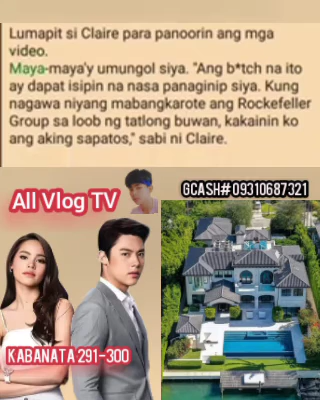 Lumapit si Claire para panoorin ang mga
video.
Maya-maya'y umungol siya. "Ang b*tch na ito
ay dapat isipin na nasa panaginip siya. Kung
nagawa niyang mabangkarote ang Rockefeller
Group sa loob ng tatlong buwan, kakainin ko
ang aking sapatos," sabi ni Claire.
All Vlog TV
GCASH# 09310687321
KABANATA 291-300